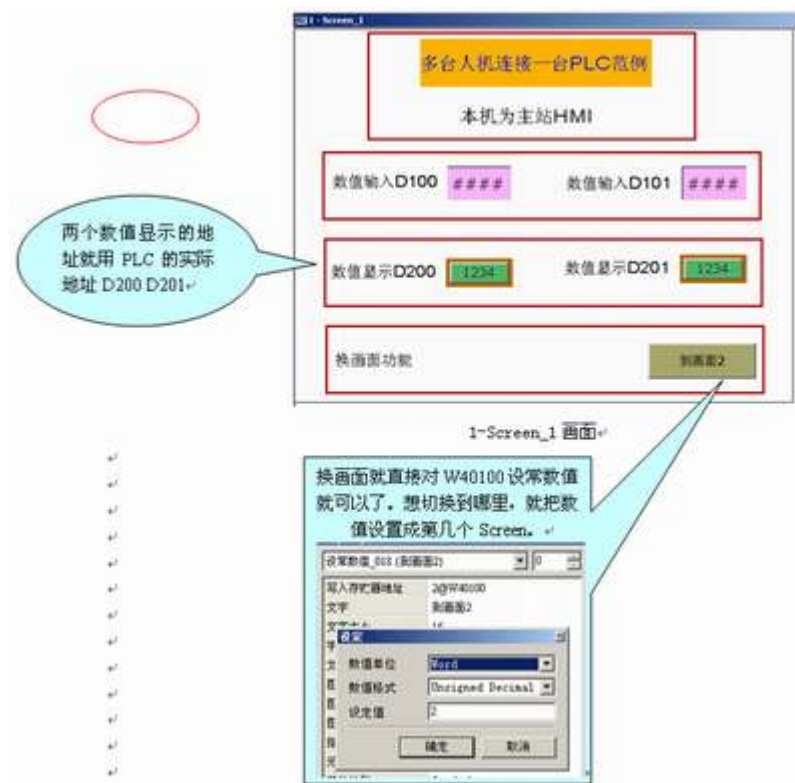 1 - Screen_1
多台人机连接一台PLC范例
本机为主站HMI
数值输入D100 ####
数值输入D101 ####
两个数值显示的地
址就用 PLC 的实际
地址 D200 D201↵
数值显示D200 1234
数值显示D201 1234
换画面功能
到画面2
1-Screen_1 画面↵
换画面就直接对 W40100 设常数值
就可以了。想切换到哪里，就把数
值设置成第几个 Screen。↵
设常数值_008 (到画面2) 0
写入存贮器地址 2@W40100
文字 到画面2
文字大小 16
设定
数值单位 Word
数值格式 Unsigned Decimal
设定值 2
确定 取消